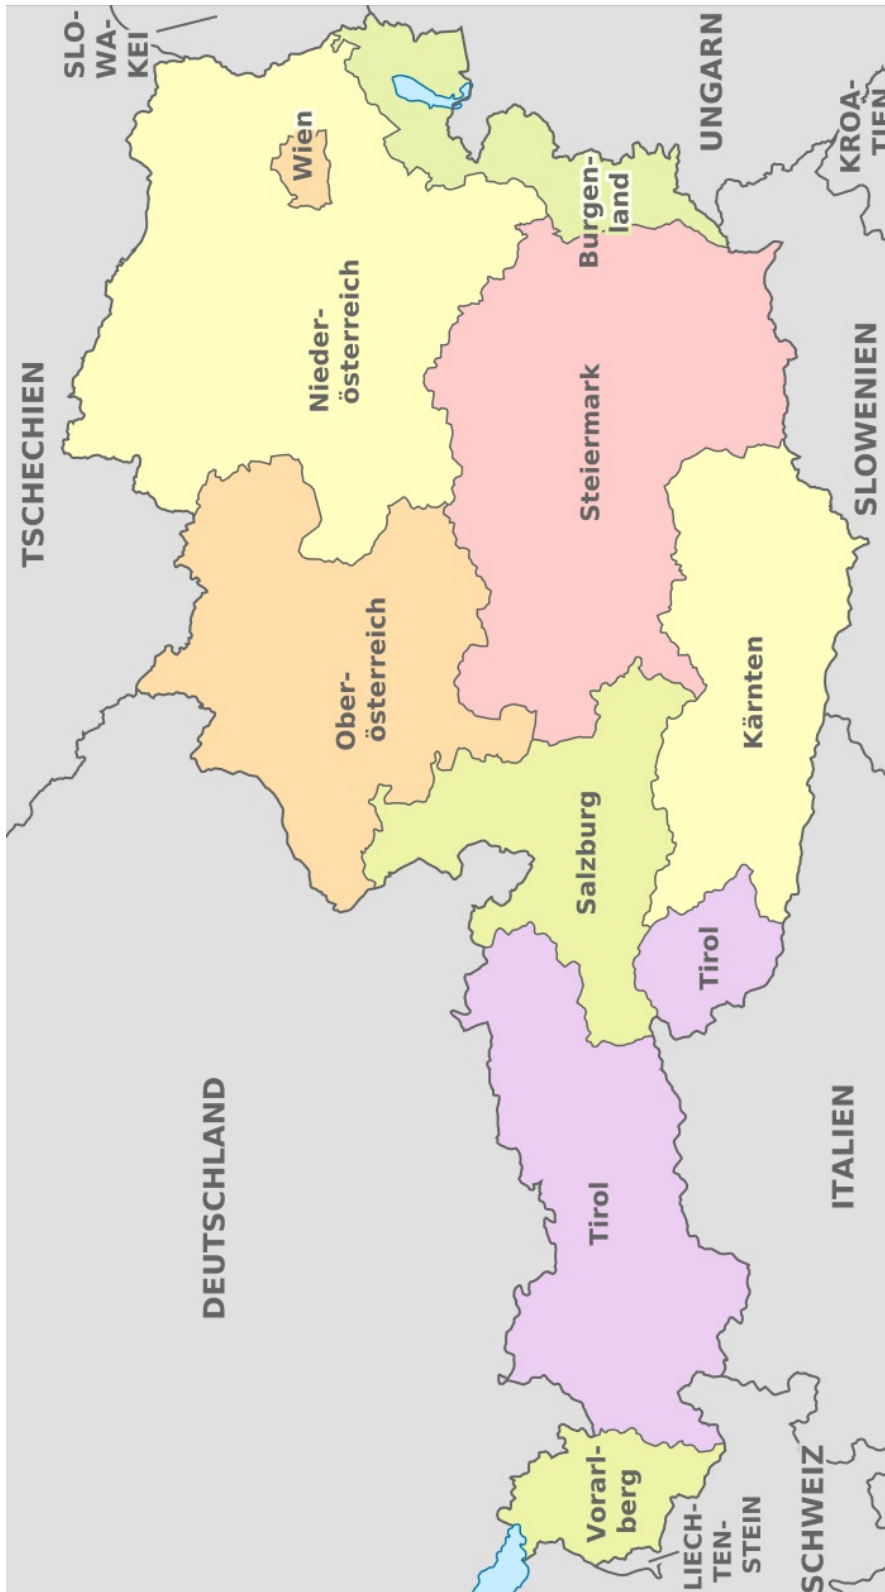 TSCHECHIEN
SLO-
WA-
KEI
DEUTSCHLAND
Wien
Nieder-
österreich
Ober-
österreich
Burgen-
land
UNGARN
Steiermark
Salzburg
Tirol
Vorarl-
berg
Kärnten
Tirol
LIECH-
TEN-
STEIN
SCHWEIZ
ITALIEN
SLOWENIEN
KROA-
TIEN